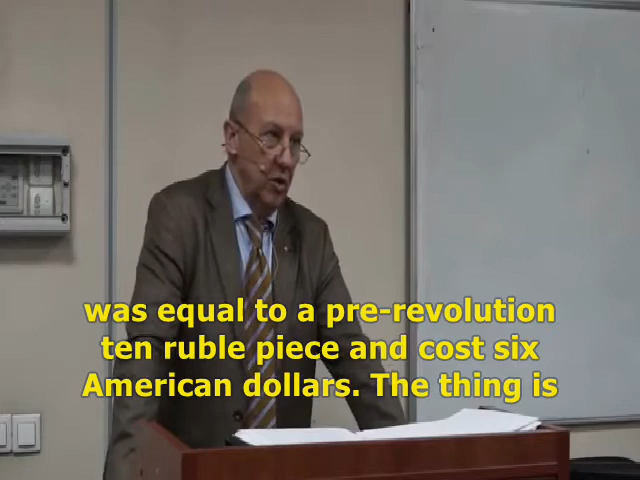 was equal to a pre-revolution
ten ruble piece and cost six
American dollars. The thing is